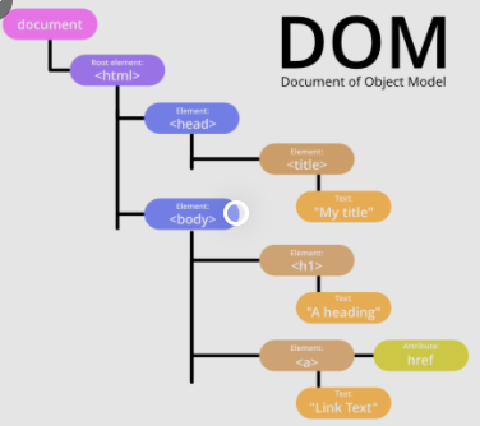 document
DOM
Document of Object Model
Root element:
<html>
Element:
<head>
Element:
<title>
Text:
"My title"
Element:
<body>
Element:
<h1>
Text:
"A heading"
Element:
<a>
Attribute:
href
Text:
"Link Text"